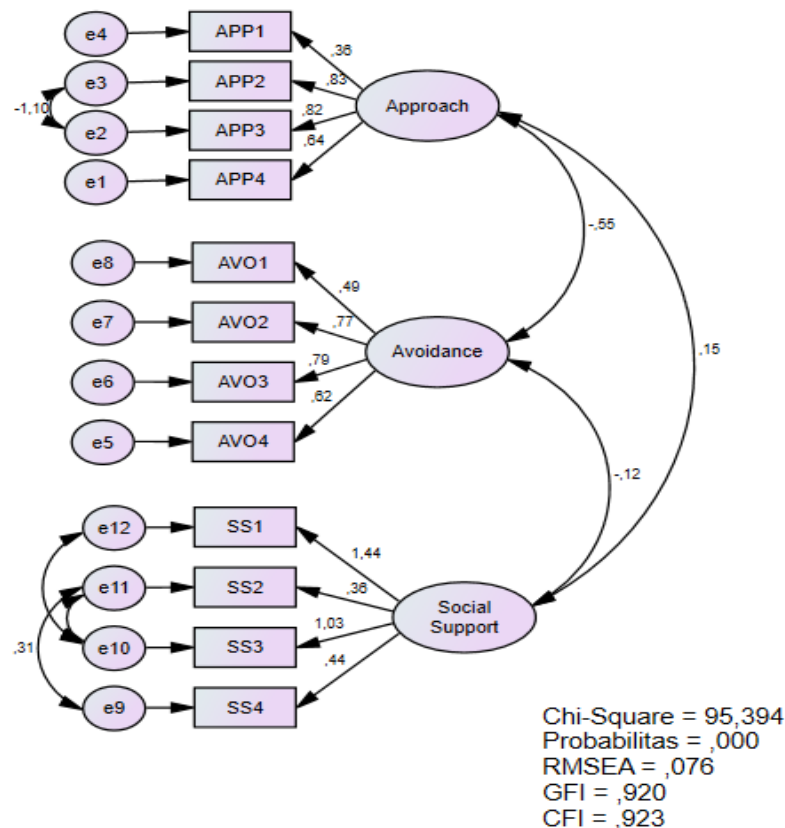 e4 APP1 ,36
e3 APP2 ,83
-1,10
e2 APP3 ,82
e1 APP4 ,64
Approach
-,55
,15
e8 AVO1 ,49
e7 AVO2 ,77
e6 AVO3 ,79
e5 AVO4 ,62
Avoidance
-,12
e12 SS1 1,44
e11 SS2 ,36
e10 SS3 1,03
,31
e9 SS4 ,44
Social
Support
Chi-Square = 95,394
Probabilitas = ,000
RMSEA = ,076
GFI = ,920
CFI = ,923